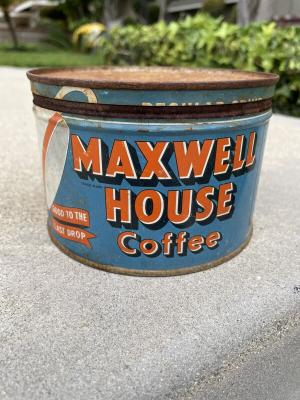 MAXWELL
HOUSE
Coffee
GOOD TO THE
LAST DROP